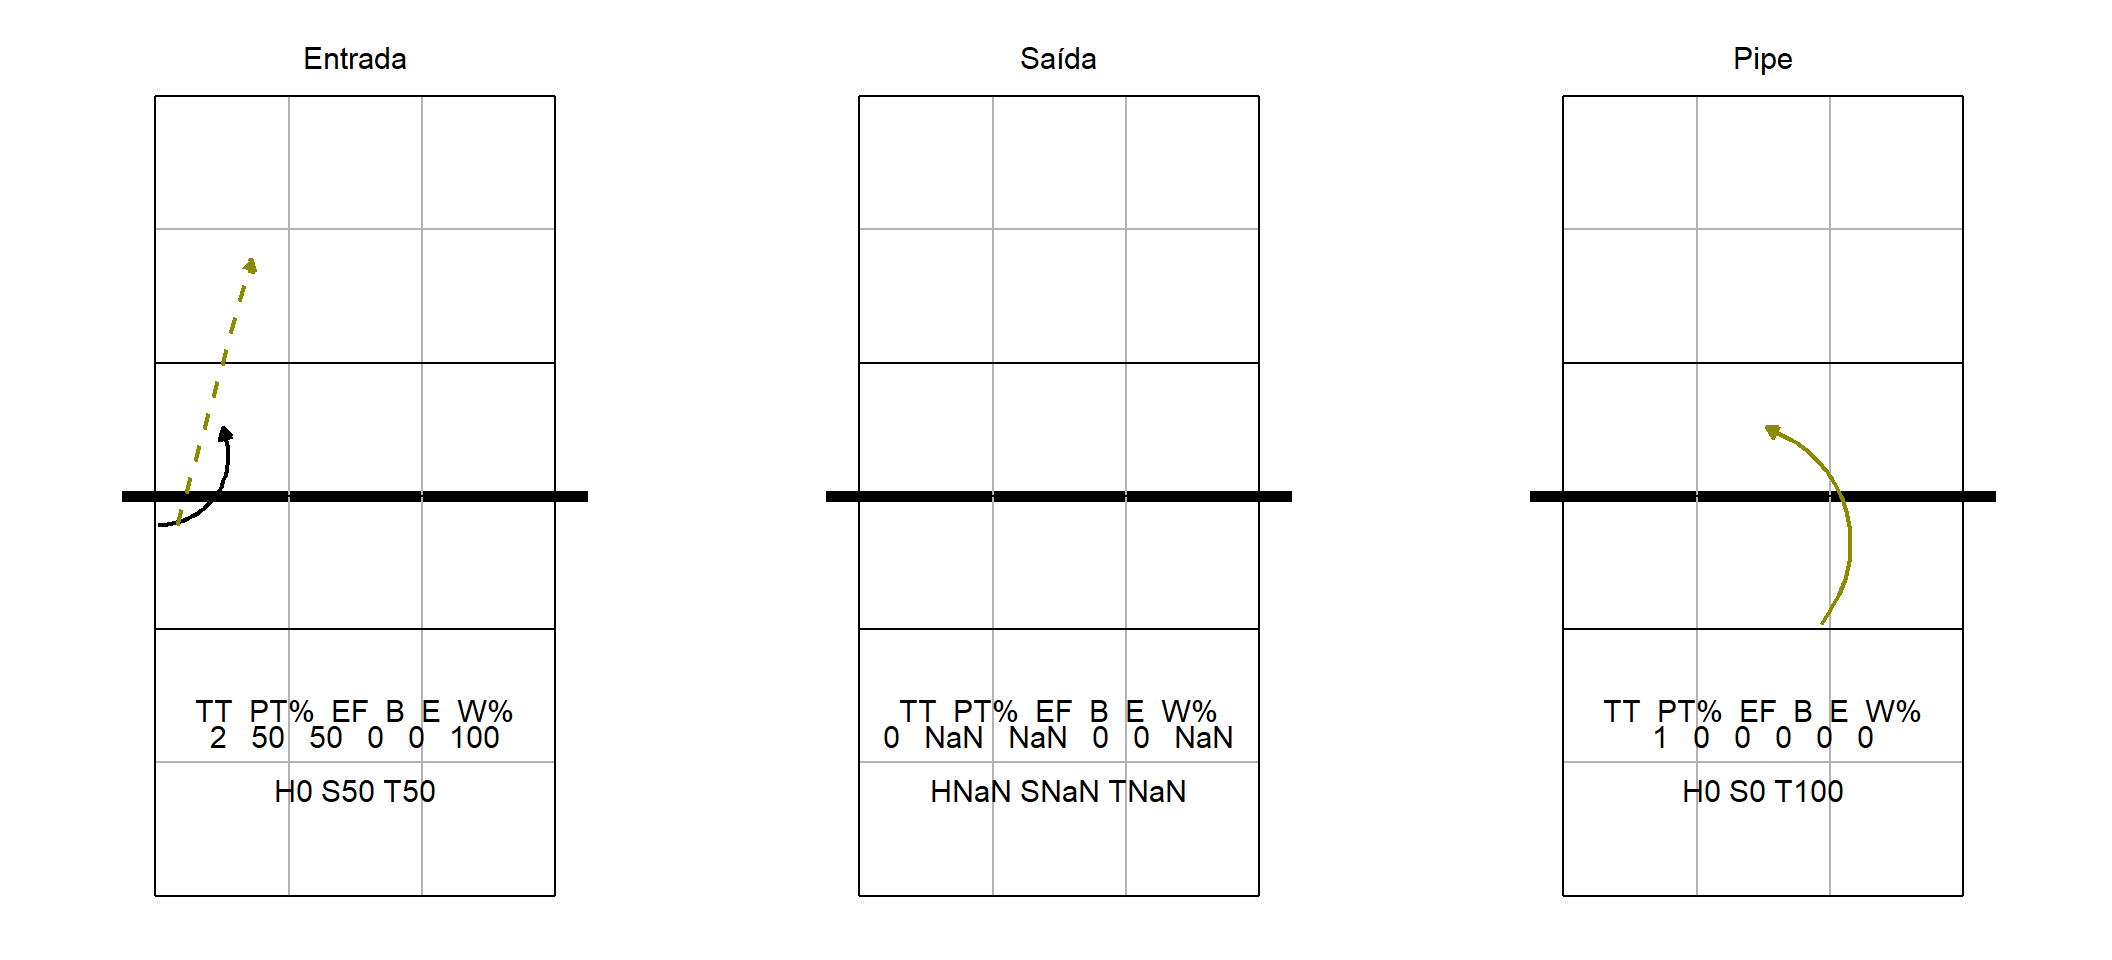 Entrada
TT PT% EF B E W%
2 50 50 0 0 100
H0 S50 T50
Saída
TT PT% EF B E W%
0 NaN NaN 0 0 NaN
HNaN SNaN TNaN
Pipe
TT PT% EF B E W%
1 0 0 0 0 0
H0 S0 T100